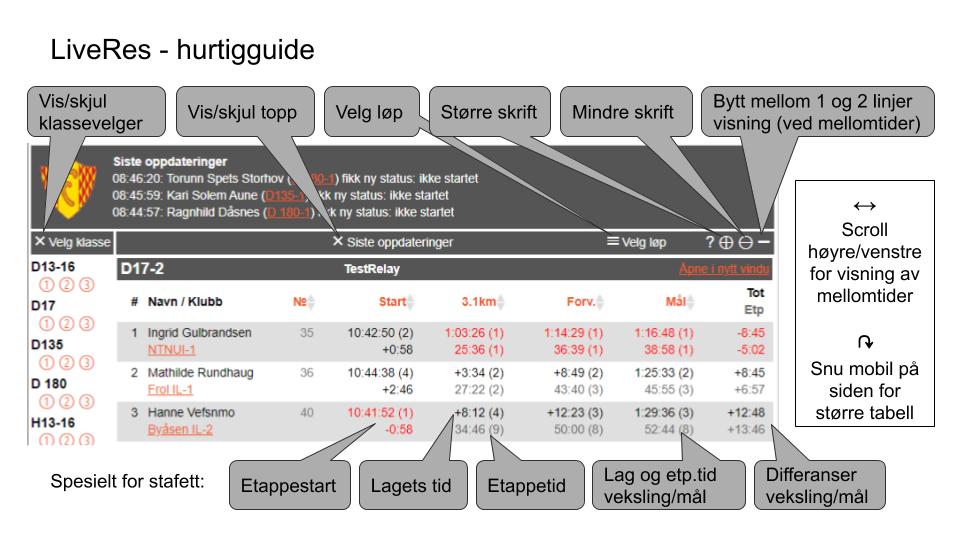 LiveRes - hurtigguide
Vis/skjul
klassevelger
Vis/skjul topp
Velg løp
Større skrift
Mindre skrift
Bytt mellom 1 og 2 linjer
visning (ved mellomtider)
Siste oppdateringer
08:46:20: Torunn Spets Storhov ( 80-1) fikk ny status: ikke startet
08:45:59: Kari Solem Aune (D135-1) fikk ny status: ikke startet
08:44:57: Ragnhild Dåsnes (D 180-1) fikk ny status: ikke startet
✕ Velg klasse
✕ Siste oppdateringer
☰ Velg løp
? ⊕ ⊖ −
D13-16
① ② ③
D17
① ② ③
D135
① ② ③
D 180
① ② ③
H13-16
① ② ③
D17-2 TestRelay Åpne i nytt vindu
# Navn / Klubb № Start 3.1km Forv. Mål Tot
Etp
1 Ingrid Gulbrandsen 35 10:42:50 (2) 1:03:26 (1) 1:14:29 (1) 1:16:48 (1) -8:45
NTNUI-1 +0:58 25:36 (1) 36:39 (1) 38:58 (1) -5:02
2 Mathilde Rundhaug 36 10:44:38 (4) +3:34 (2) +8:49 (2) 1:25:33 (2) +8:45
Frol IL-1 +2:46 27:22 (2) 43:40 (3) 45:55 (3) +6:57
3 Hanne Vefsnmo 40 10:41:52 (1) +8:12 (4) +12:23 (3) 1:29:36 (3) +12:48
Byåsen IL-2 -0:58 34:46 (9) 50:00 (8) 52:44 (8) +13:46
↔
Scroll
høyre/venstre
for visning av
mellomtider
Snu mobil på
siden for
større tabell
Spesielt for stafett:
Etappestart
Lagets tid
Etappetid
Lag og etp.tid
veksling/mål
Differanser
veksling/mål